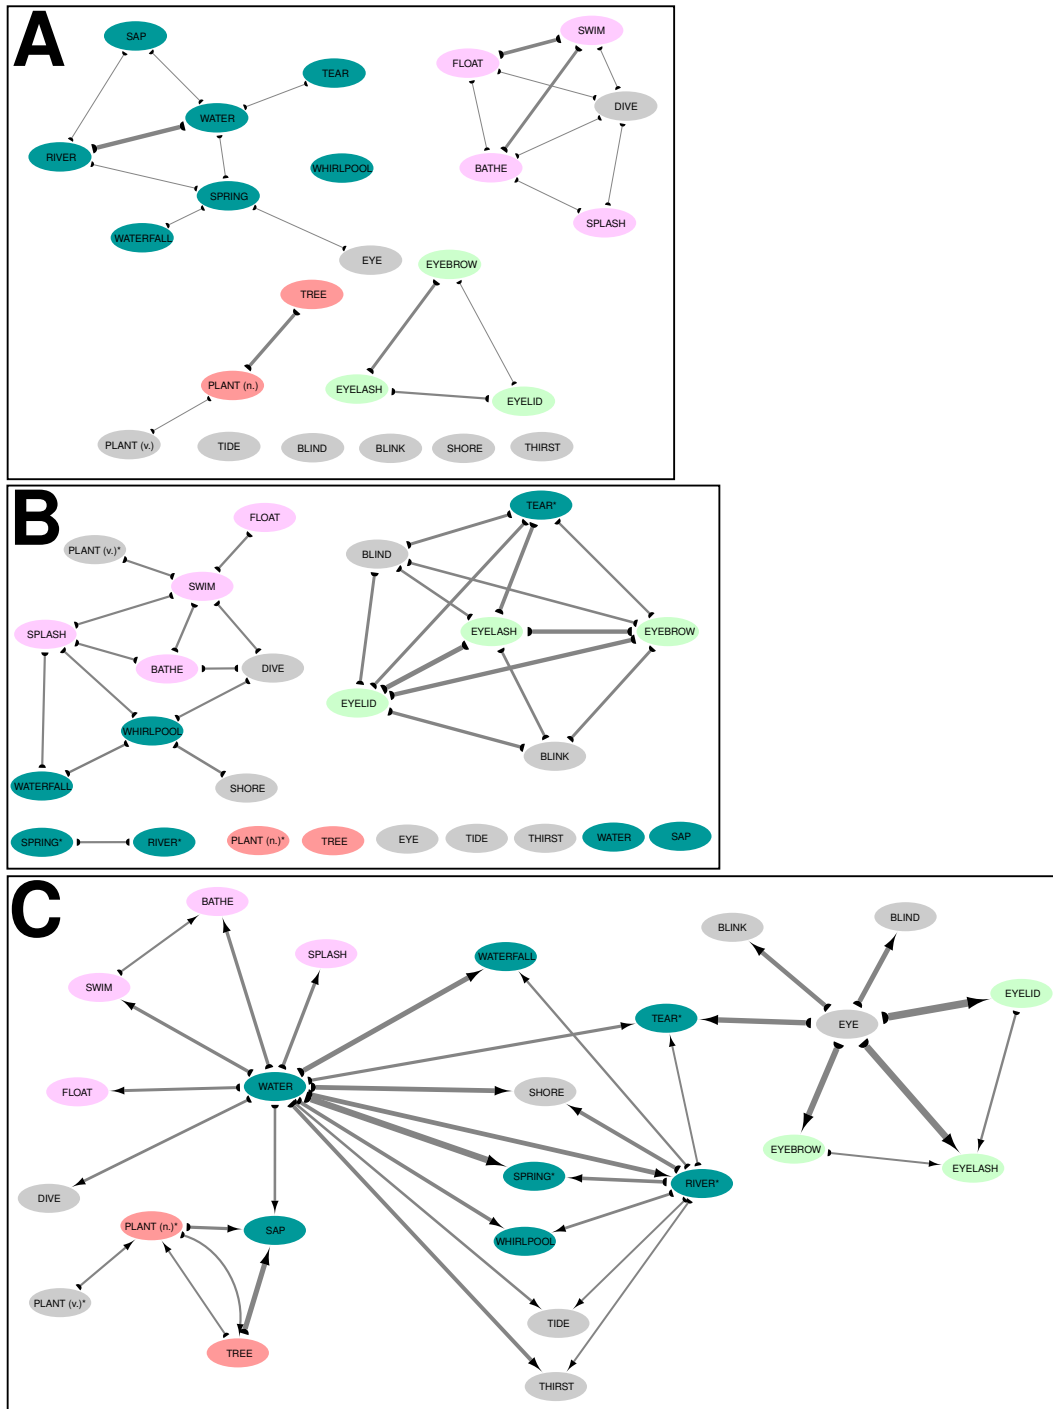 A
SAP
SWIM
FLOAT
TEAR
DIVE
WATER
RIVER
WHIRLPOOL
BATHE
SPRING
SPLASH
WATERFALL
EYE
EYEBROW
TREE
PLANT (n.)
EYELASH
EYELID
PLANT (v.)
TIDE
BLIND
BLINK
SHORE
THIRST
B
TEAR*
FLOAT
PLANT (v.)*
BLIND
SWIM
SPLASH
EYELASH
EYEBROW
BATHE
DIVE
EYELID
WHIRLPOOL
BLINK
WATERFALL
SHORE
SPRING*
RIVER*
PLANT (n.)*
TREE
EYE
TIDE
THIRST
WATER
SAP
C
BATHE
BLINK
BLIND
SPLASH
WATERFALL
SWIM
EYELID
TEAR*
EYE
WATER
FLOAT
SHORE
EYEBROW
EYELASH
SPRING*
RIVER*
DIVE
PLANT (n.)*
SAP
WHIRLPOOL
PLANT (v.)*
TIDE
TREE
THIRST